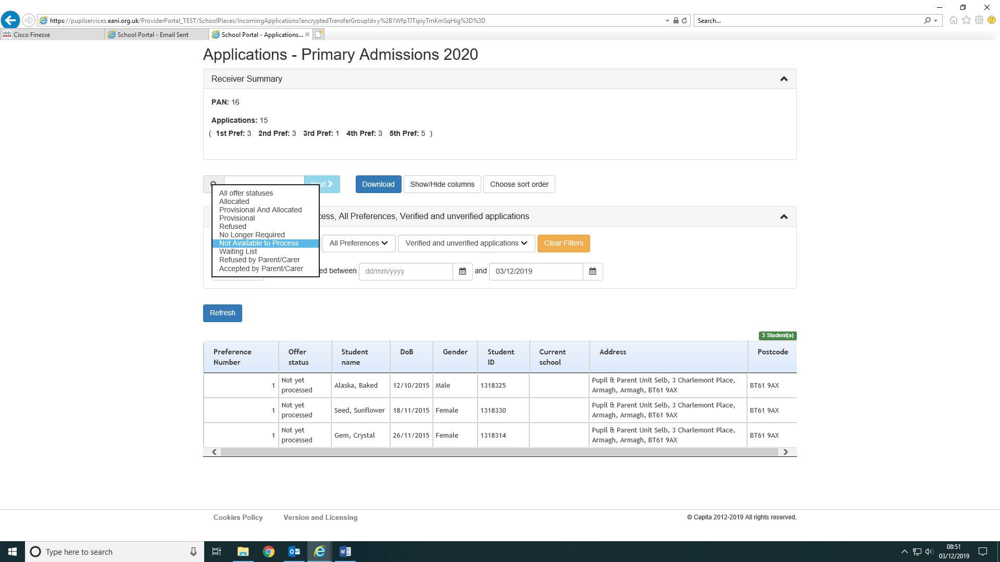 https://pupilservices.eani.org.uk/ProviderPortal_TEST/SchoolPlaces/IncomingApplications?encryptedTransferGroupId=y%2B1WfpTJTipiyTmKmSqHig%3D%3D
Search...
Cisco Finesse
School Portal - Email Sent
School Portal - Applications...
Applications - Primary Admissions 2020
Receiver Summary
PAN: 16
Applications: 15
( 1st Pref: 3 2nd Pref: 3 3rd Pref: 1 4th Pref: 3 5th Pref: 5 )
Next
Download
Show/Hide columns
Choose sort order
All offer statuses
Allocated
Provisional And Allocated
Provisional
Refused
No Longer Required
Not Available to Process
Waiting List
Refused by Parent/Carer
Accepted by Parent/Carer
cess, All Preferences, Verified and unverified applications
All Preferences
Verified and unverified applications
Clear Filters
ed between
dd/mm/yyyy
and
03/12/2019
Refresh
3 Student(s)
Preference Number
Offer status
Student name
DoB
Gender
Student ID
Current school
Address
Postcode
1
Not yet processed
Alaska, Baked
12/10/2015
Male
1318325
Pupil & Parent Unit Selb, 3 Charlemont Place,
Armagh, Armagh, BT61 9AX
BT61 9AX
1
Not yet processed
Seed, Sunflower
18/11/2015
Female
1318330
Pupil & Parent Unit Selb, 3 Charlemont Place,
Armagh, Armagh, BT61 9AX
BT61 9AX
1
Not yet processed
Gem, Crystal
26/11/2015
Female
1318314
Pupil & Parent Unit Selb, 3 Charlemont Place,
Armagh, Armagh, BT61 9AX
BT61 9AX
Cookies Policy
Version and Licensing
© Capita 2012-2019 All rights reserved.
Type here to search
08:51
03/12/2019